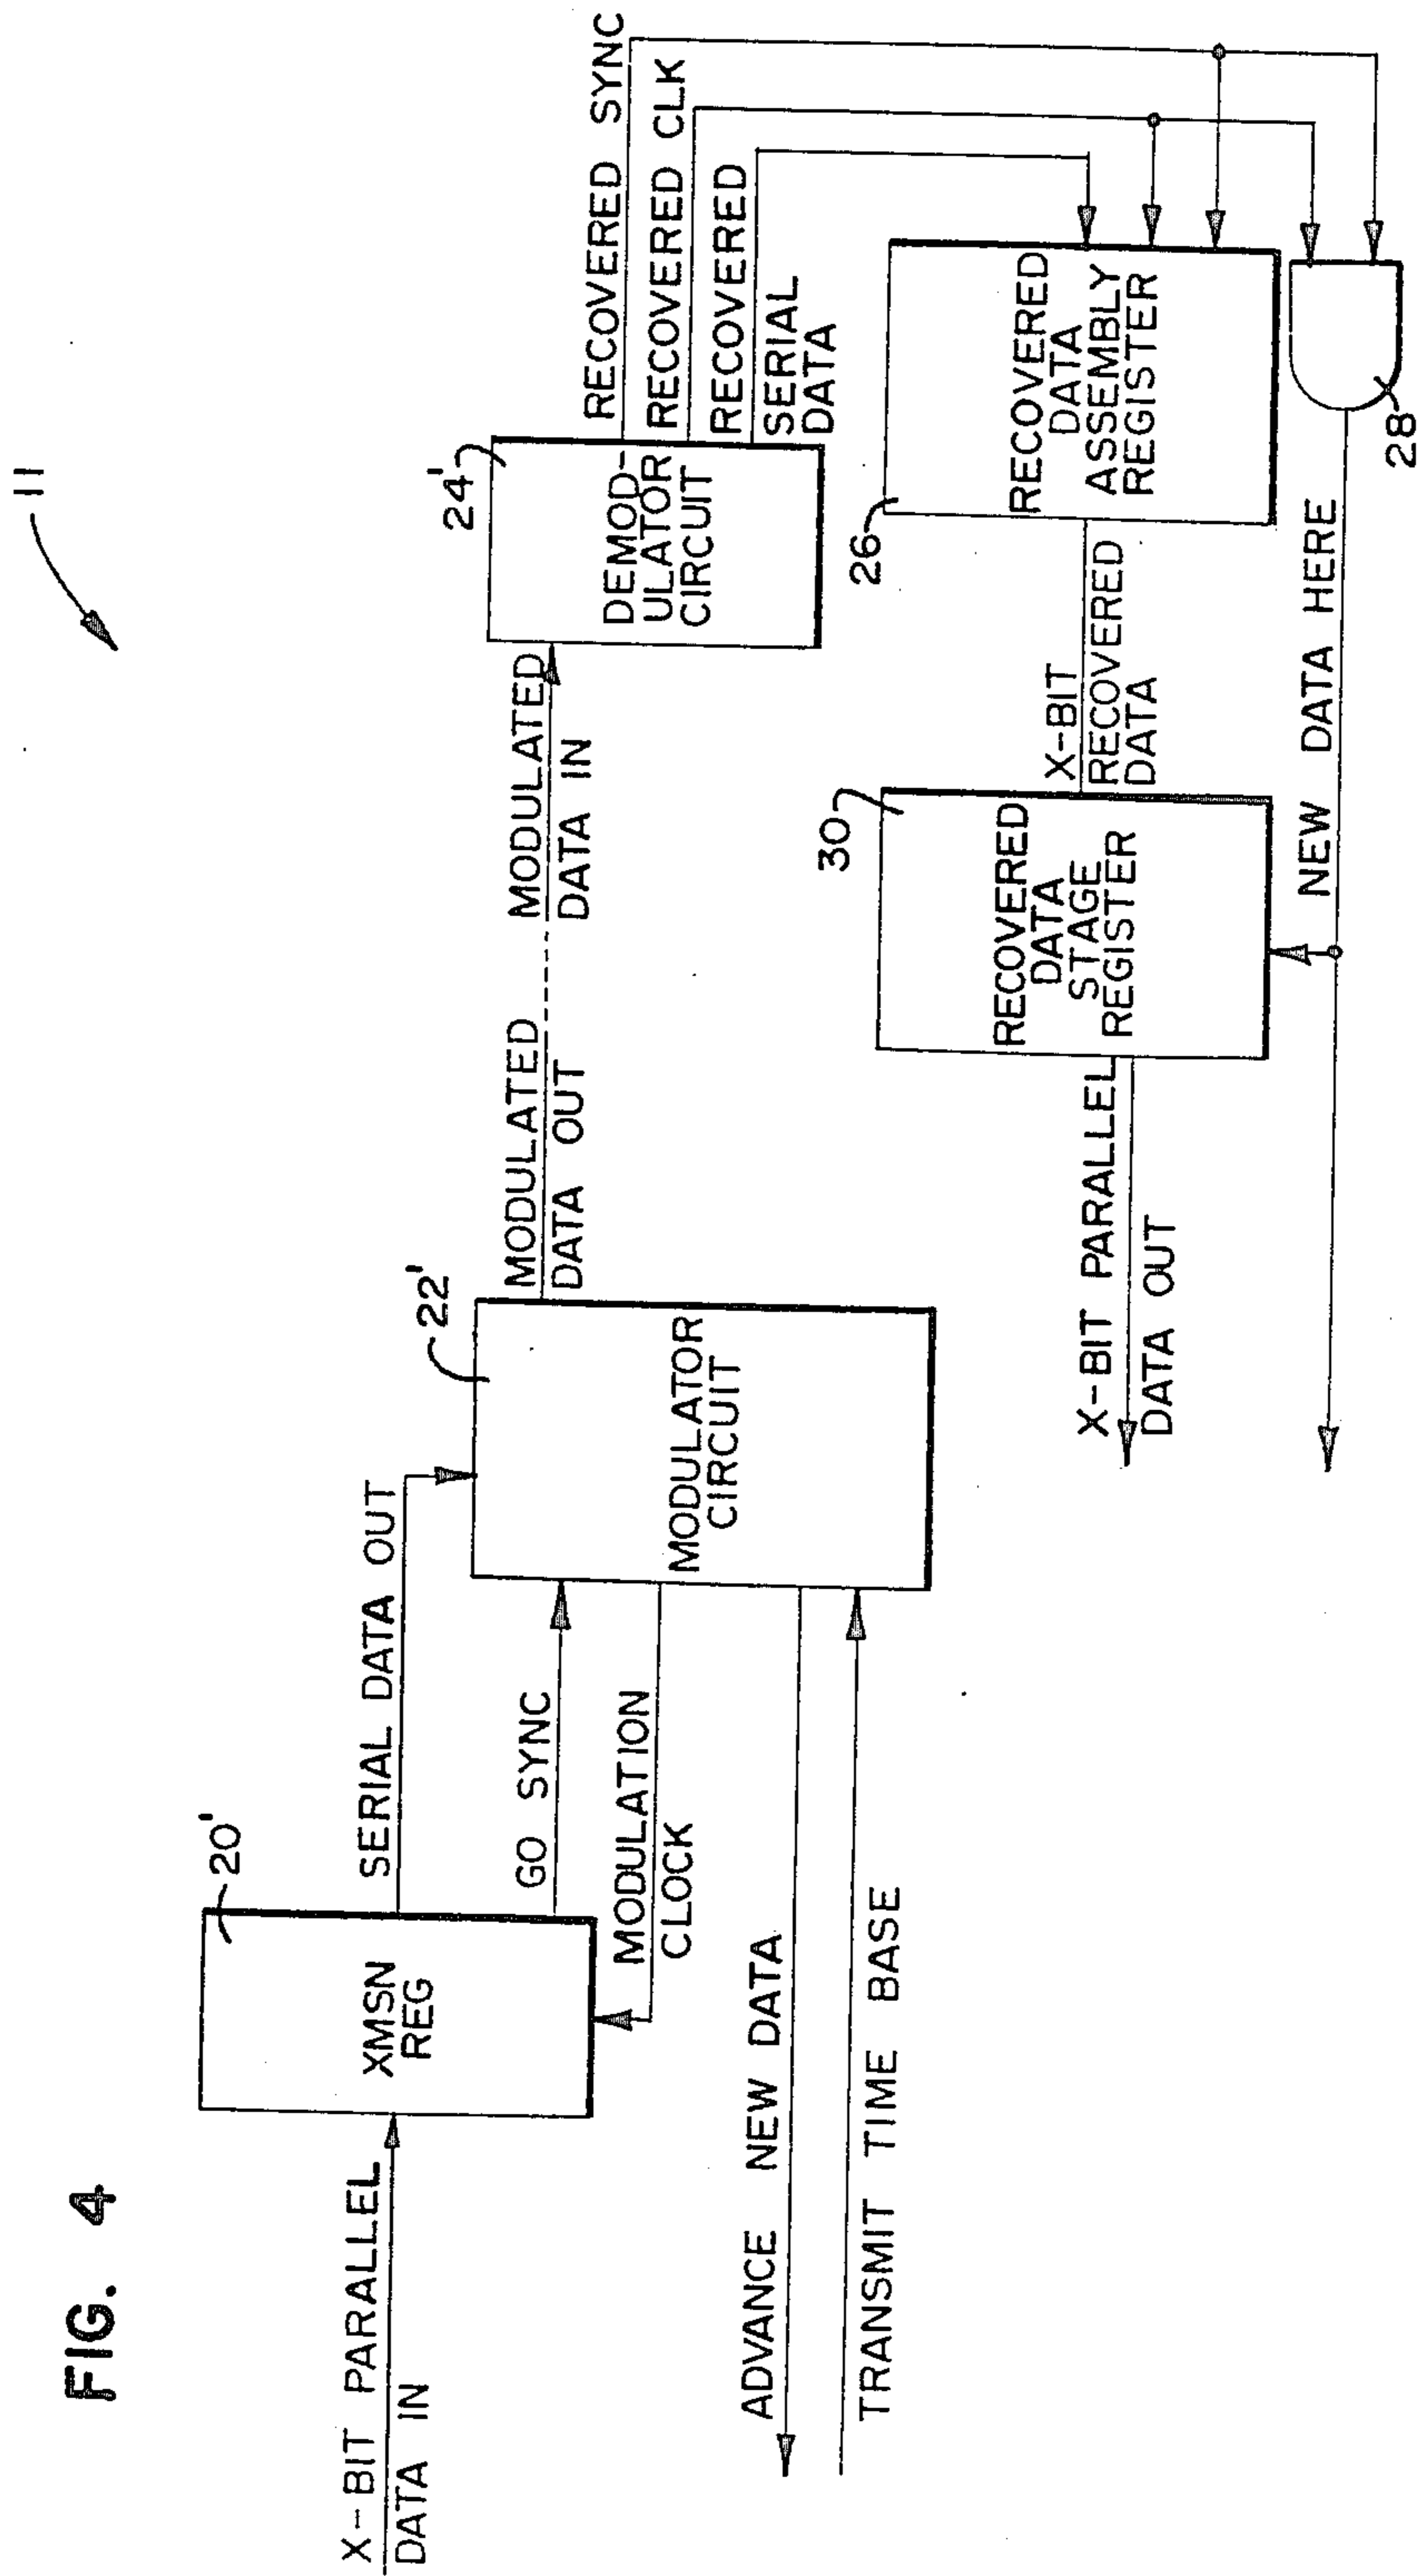 FIG. 4
11
X-BIT PARALLEL
DATA IN
20'
XMSN
REG
SERIAL DATA OUT
GO SYNC
MODULATION
CLOCK
ADVANCE NEW DATA
TRANSMIT TIME BASE
22'
MODULATOR
CIRCUIT
MODULATED
DATA OUT
MODULATED
DATA IN
24'
DEMOD-
ULATOR
CIRCUIT
RECOVERED SYNC
RECOVERED CLK
RECOVERED
SERIAL
DATA
26
RECOVERED
DATA
ASSEMBLY
REGISTER
28
X-BIT
RECOVERED
DATA
30
RECOVERED
DATA
STAGE
REGISTER
NEW DATA HERE
X-BIT PARALLEL
DATA OUT